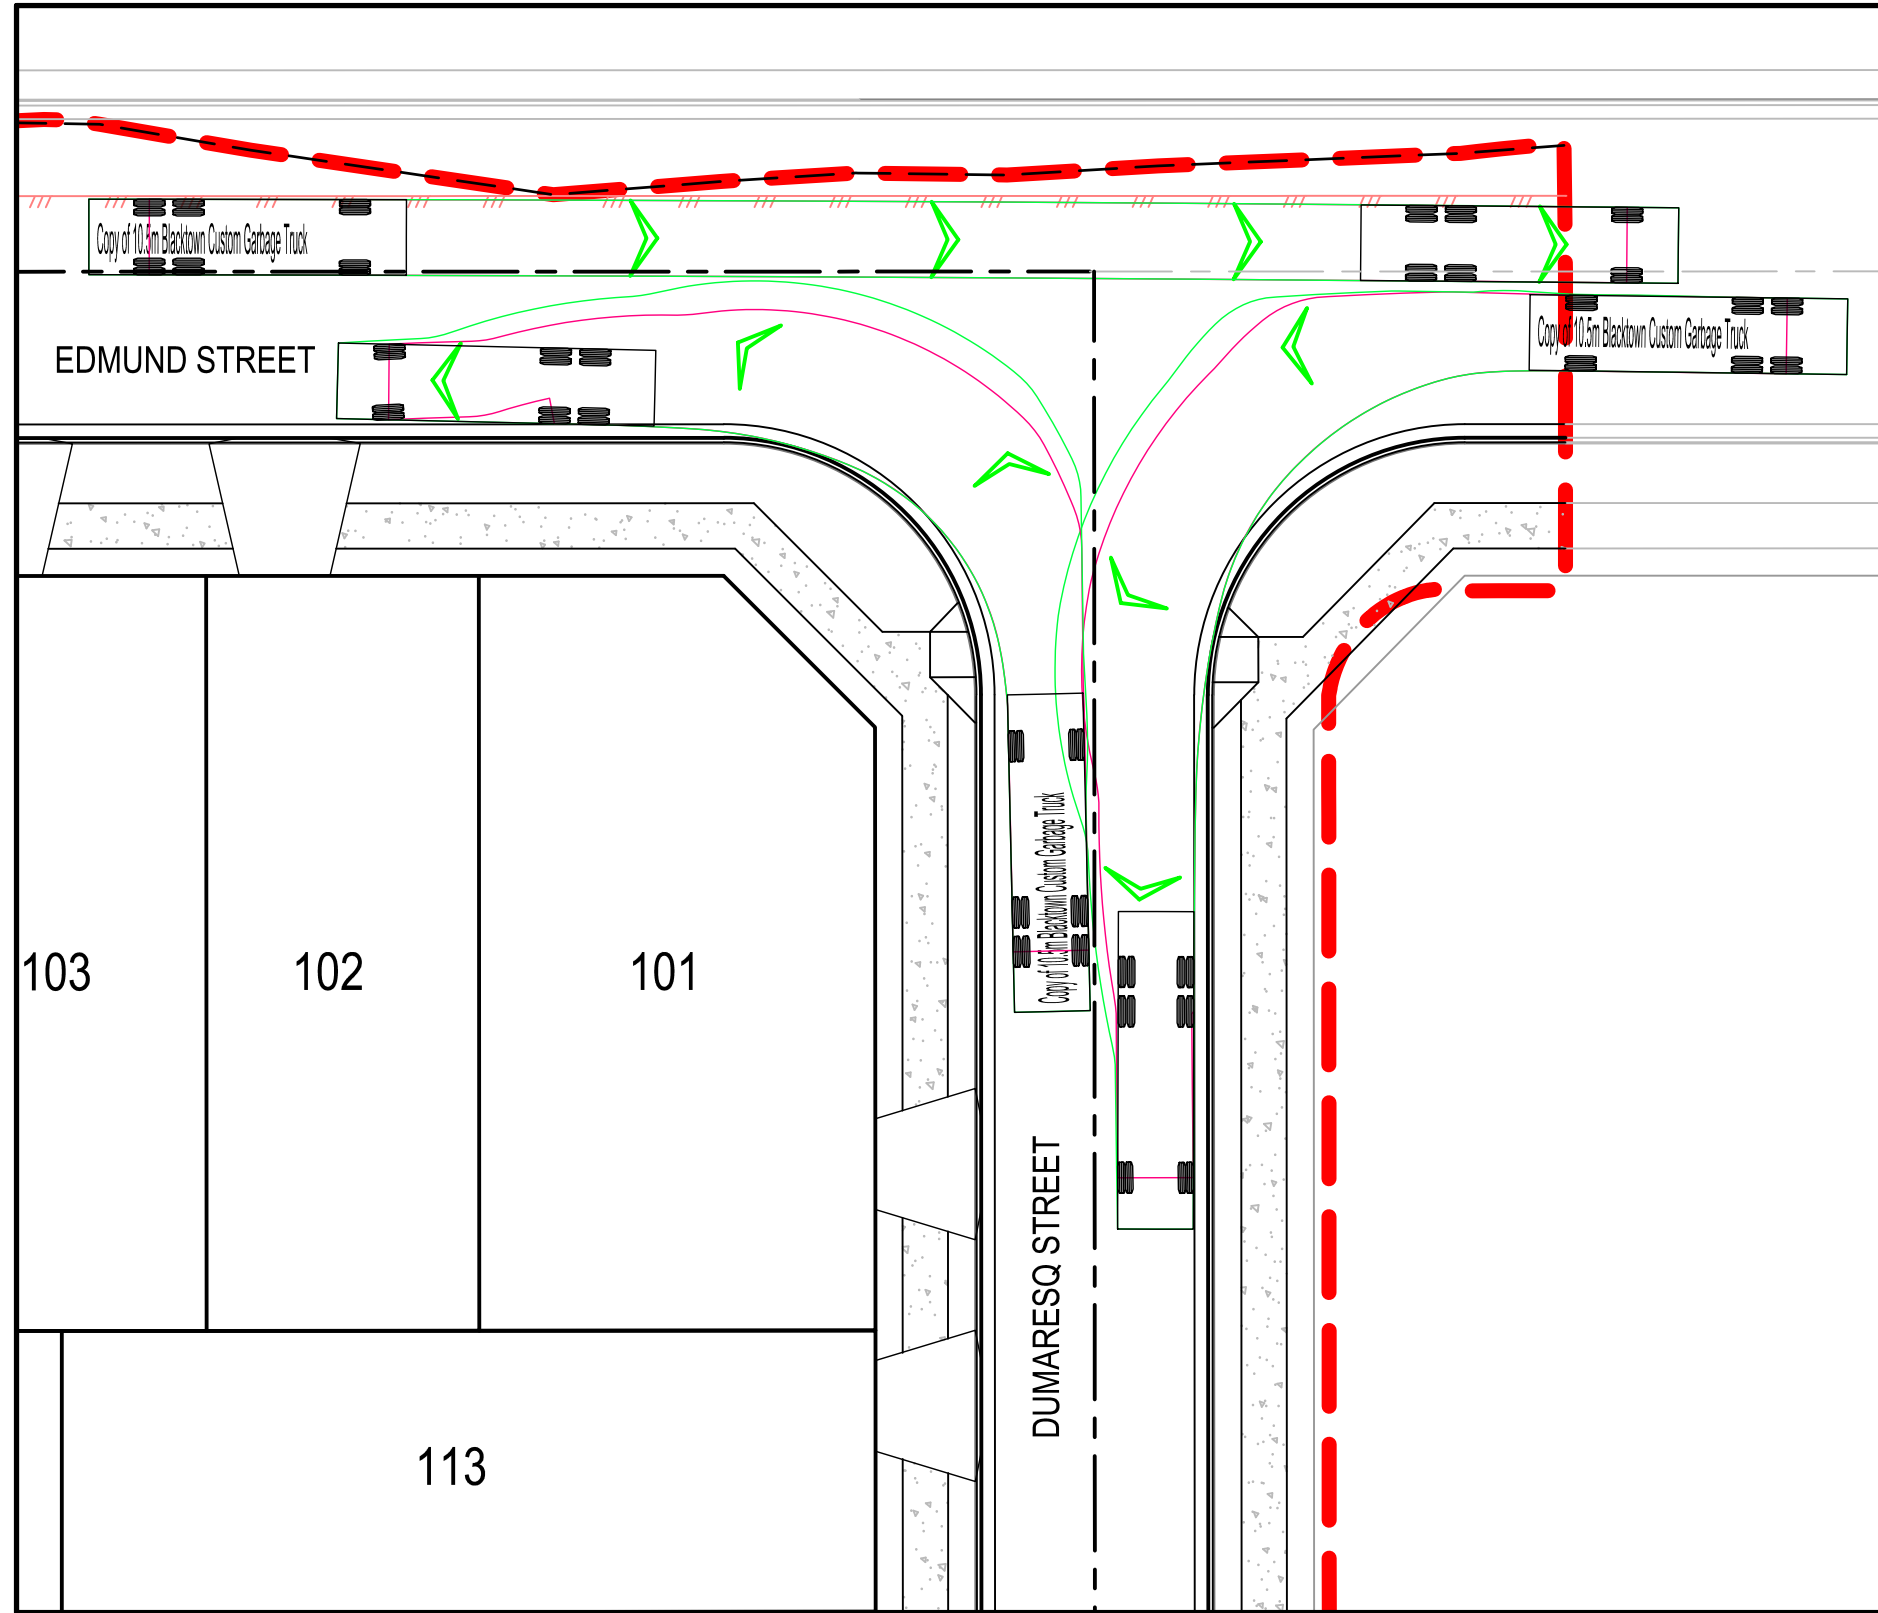 Copy of 10.5m Blacktown Custom Garbage Truck
Copy of 10.5m Blacktown Custom Garbage Truck
EDMUND STREET
Copy of 10.5m Blacktown Custom Garbage Truck
103
102
101
DUMARESQ STREET
113